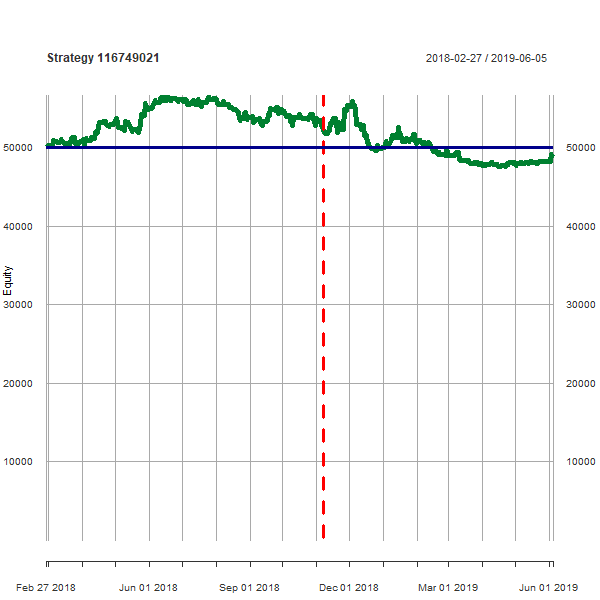 Strategy 116749021
2018-02-27 / 2019-06-05
50000
50000
40000
40000
Equity
30000
30000
20000
20000
10000
10000
Feb 27 2018
Jun 01 2018
Sep 01 2018
Dec 01 2018
Mar 01 2019
Jun 01 2019